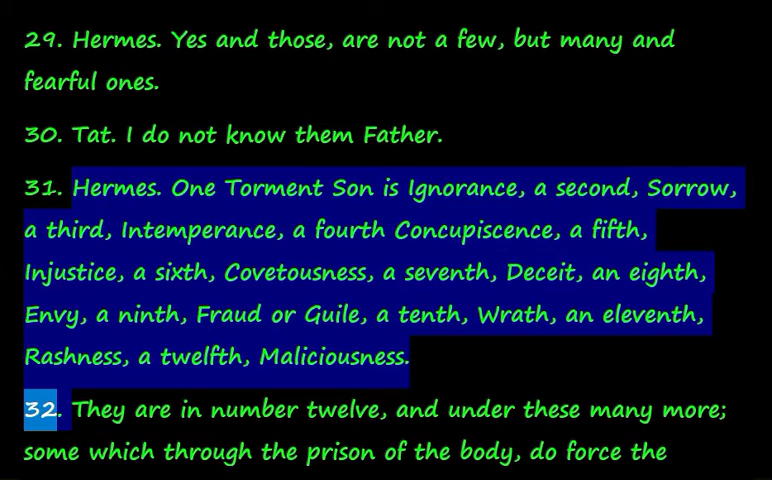 29. Hermes. Yes and those, are not a few, but many and
fearful ones.
30. Tat. I do not know them Father.
31. Hermes. One Torment Son is Ignorance, a second, Sorrow,
a third, Intemperance, a fourth Concupiscence, a fifth,
Injustice, a sixth, Covetousness, a seventh, Deceit, an eighth,
Envy, a ninth, Fraud or Guile, a tenth, Wrath, an eleventh,
Rashness, a twelfth, Maliciousness.
32. They are in number twelve, and under these many more;
some which through the prison of the body, do force the